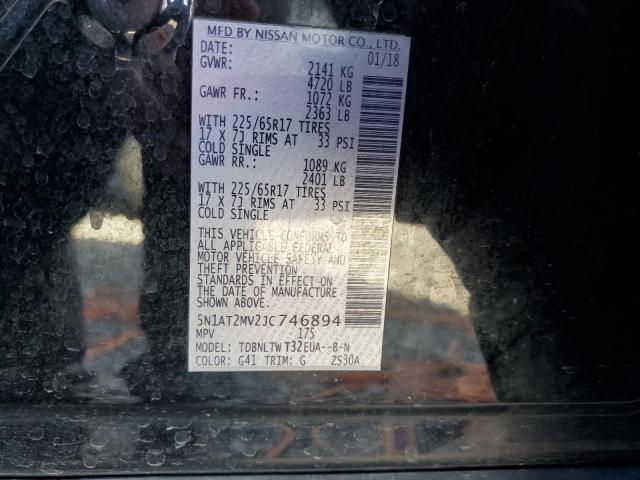 MFD BY NISSAN MOTOR CO., LTD.
DATE: 01/18
GVWR: 2141 KG
4720 LB
GAWR FR.: 1072 KG
2363 LB
WITH 225/65R17 TIRES
17 X 7J RIMS AT 33 PSI
COLD SINGLE
GAWR RR.: 1089 KG
2401 LB
WITH 225/65R17 TIRES
17 X 7J RIMS AT 33 PSI
COLD SINGLE
THIS VEHICLE CONFORMS TO
ALL APPLICABLE FEDERAL
MOTOR VEHICLE SAFETY AND
THEFT PREVENTION
STANDARDS IN EFFECT ON
THE DATE OF MANUFACTURE
SHOWN ABOVE.
5N1AT2MV2JC746894
MPV 175
MODEL: TDBNLTW T32EUA--B-N
COLOR: G41 TRIM: G ZS30A